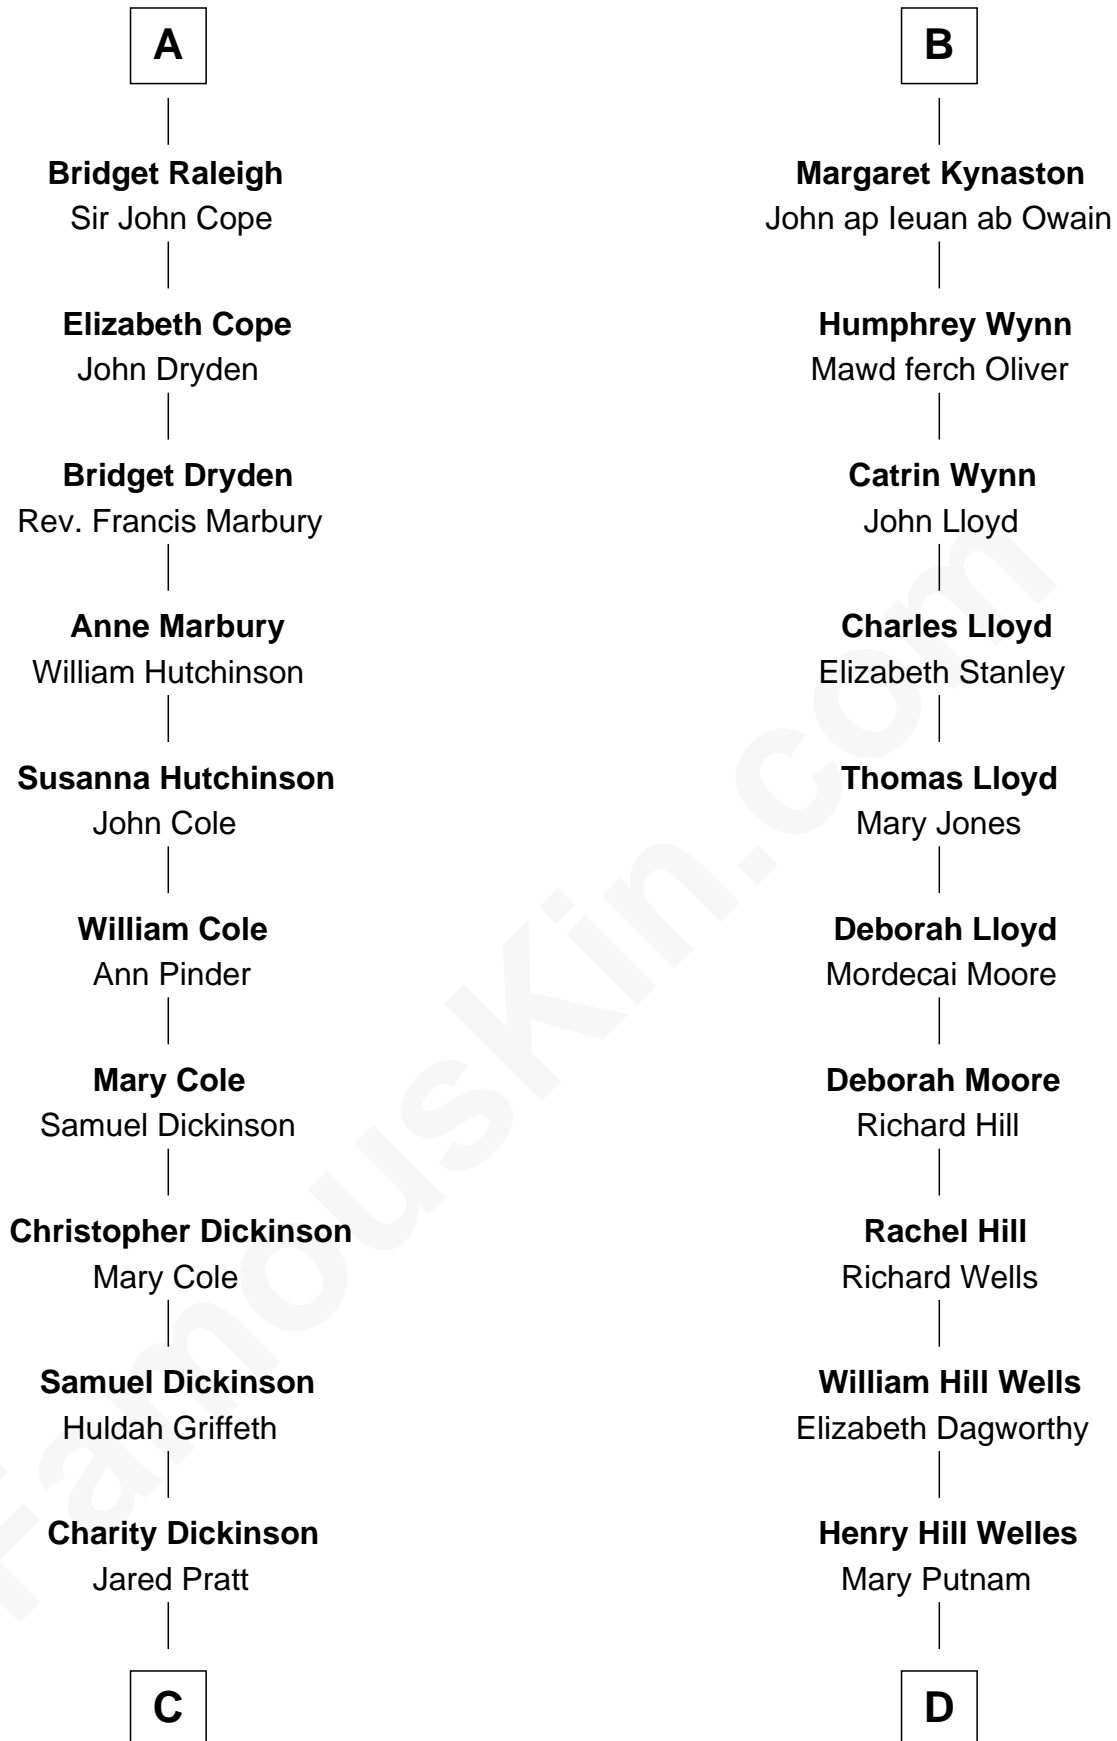 A
Bridget Raleigh
Sir John Cope
Elizabeth Cope
John Dryden
Bridget Dryden
Rev. Francis Marbury
Anne Marbury
William Hutchinson
Susanna Hutchinson
John Cole
William Cole
Ann Pinder
Mary Cole
Samuel Dickinson
Christopher Dickinson
Mary Cole
Samuel Dickinson
Huldah Griffeth
Charity Dickinson
Jared Pratt
C
B
Margaret Kynaston
John ap Ieuan ab Owain
Humphrey Wynn
Mawd ferch Oliver
Catrin Wynn
John Lloyd
Charles Lloyd
Elizabeth Stanley
Thomas Lloyd
Mary Jones
Deborah Lloyd
Mordecai Moore
Deborah Moore
Richard Hill
Rachel Hill
Richard Wells
William Hill Wells
Elizabeth Dagworthy
Henry Hill Welles
Mary Putnam
D
FamousKin.com